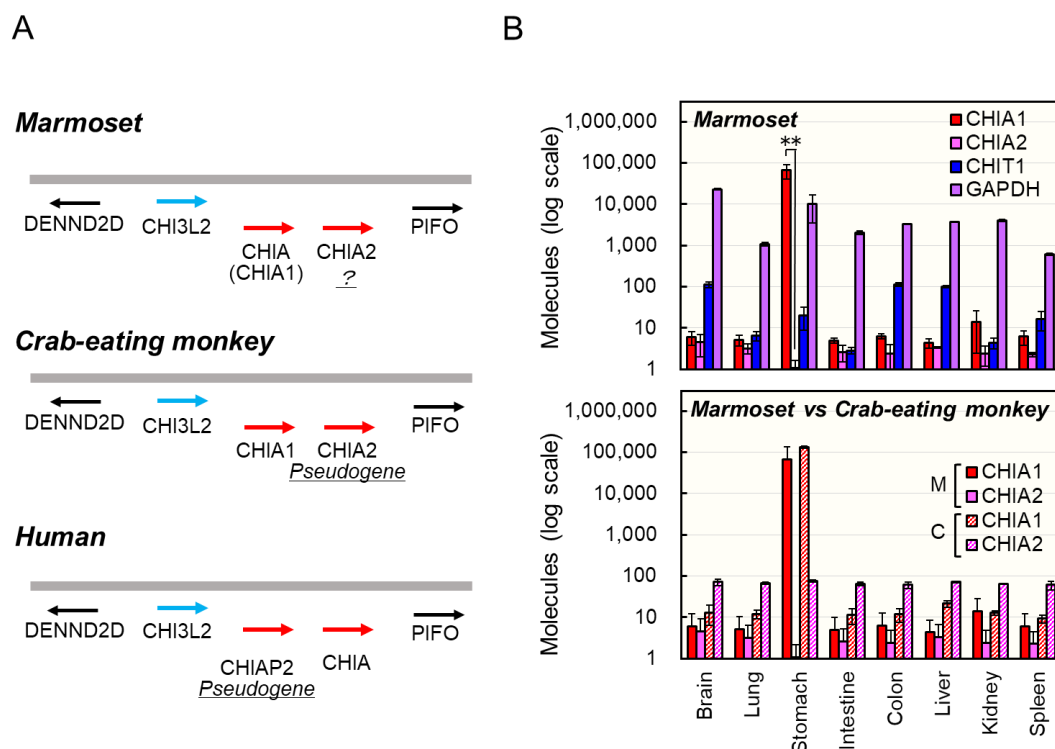 A
Marmoset
DENND2D
CHI3L2
CHIA
(CHIA1)
CHIA2
?
PIFO
Crab-eating monkey
DENND2D
CHI3L2
CHIA1
CHIA2
Pseudogene
PIFO
Human
DENND2D
CHI3L2
CHIAP2
Pseudogene
CHIA
PIFO
B
Molecules (log scale)
1,000,000
100,000
10,000
1,000
100
10
1
Marmoset
**
CHIA1
CHIA2
CHIT1
GAPDH
Molecules (log scale)
1,000,000
100,000
10,000
1,000
100
10
1
Marmoset vs Crab-eating monkey
M
CHIA1
CHIA2
C
CHIA1
CHIA2
Brain
Lung
Stomach
Intestine
Colon
Liver
Kidney
Spleen